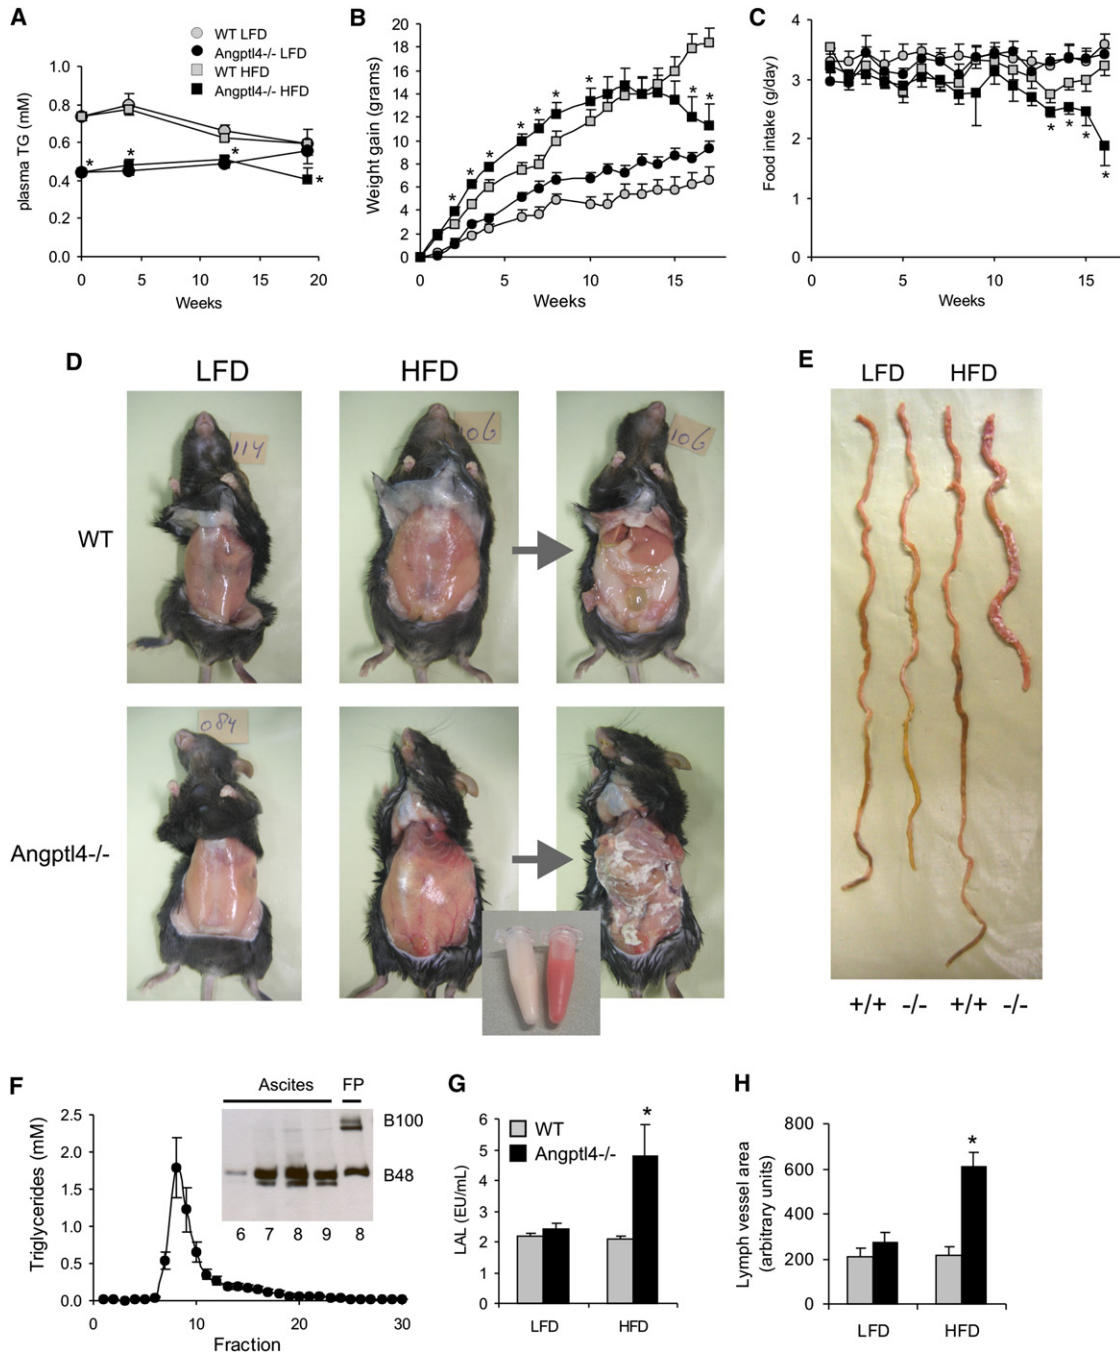 A
WT LFD
Angptl4-/- LFD
WT HFD
Angptl4-/- HFD
plasma TG (mM)
1.0
0.8
0.6
0.4
0.2
0.0
*
*
*
*
0 5 10 15 20
Weeks
B
Weight gain (grams)
20
18
16
14
12
10
8
6
4
2
0
* * * * * * * * * *
0 5 10 15
Weeks
C
Food intake (g/day)
4
3
2
1
0
* * * *
0 5 10 15
Weeks
D
LFD HFD
WT
114
106
106
Angptl4-/-
084
E
LFD HFD
+/+ -/- +/+ -/-
F
Triglycerides (mM)
2.5
2.0
1.5
1.0
0.5
0.0
0 10 20 30
Fraction
Ascites FP
B100
B48
6 7 8 9 8
G
LAL (EU/mL)
6
5
4
3
2
1
0
WT
Angptl4-/-
*
LFD HFD
H
Lymph vessel area
(arbitrary units)
800
600
400
200
0
*
LFD HFD